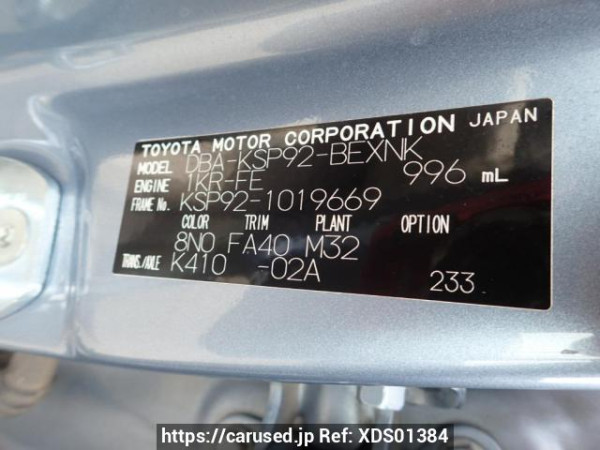 TOYOTA MOTOR CORPORATION JAPAN
MODEL DBA-KSP92-BEXNK
ENGINE 1KR-FE 996 mL
FRAME No. KSP92-1019669
COLOR TRIM PLANT OPTION
8N0 FA40 M32
TRANS./AXLE K410 -02A 233
https://carused.jp Ref: XDS01384